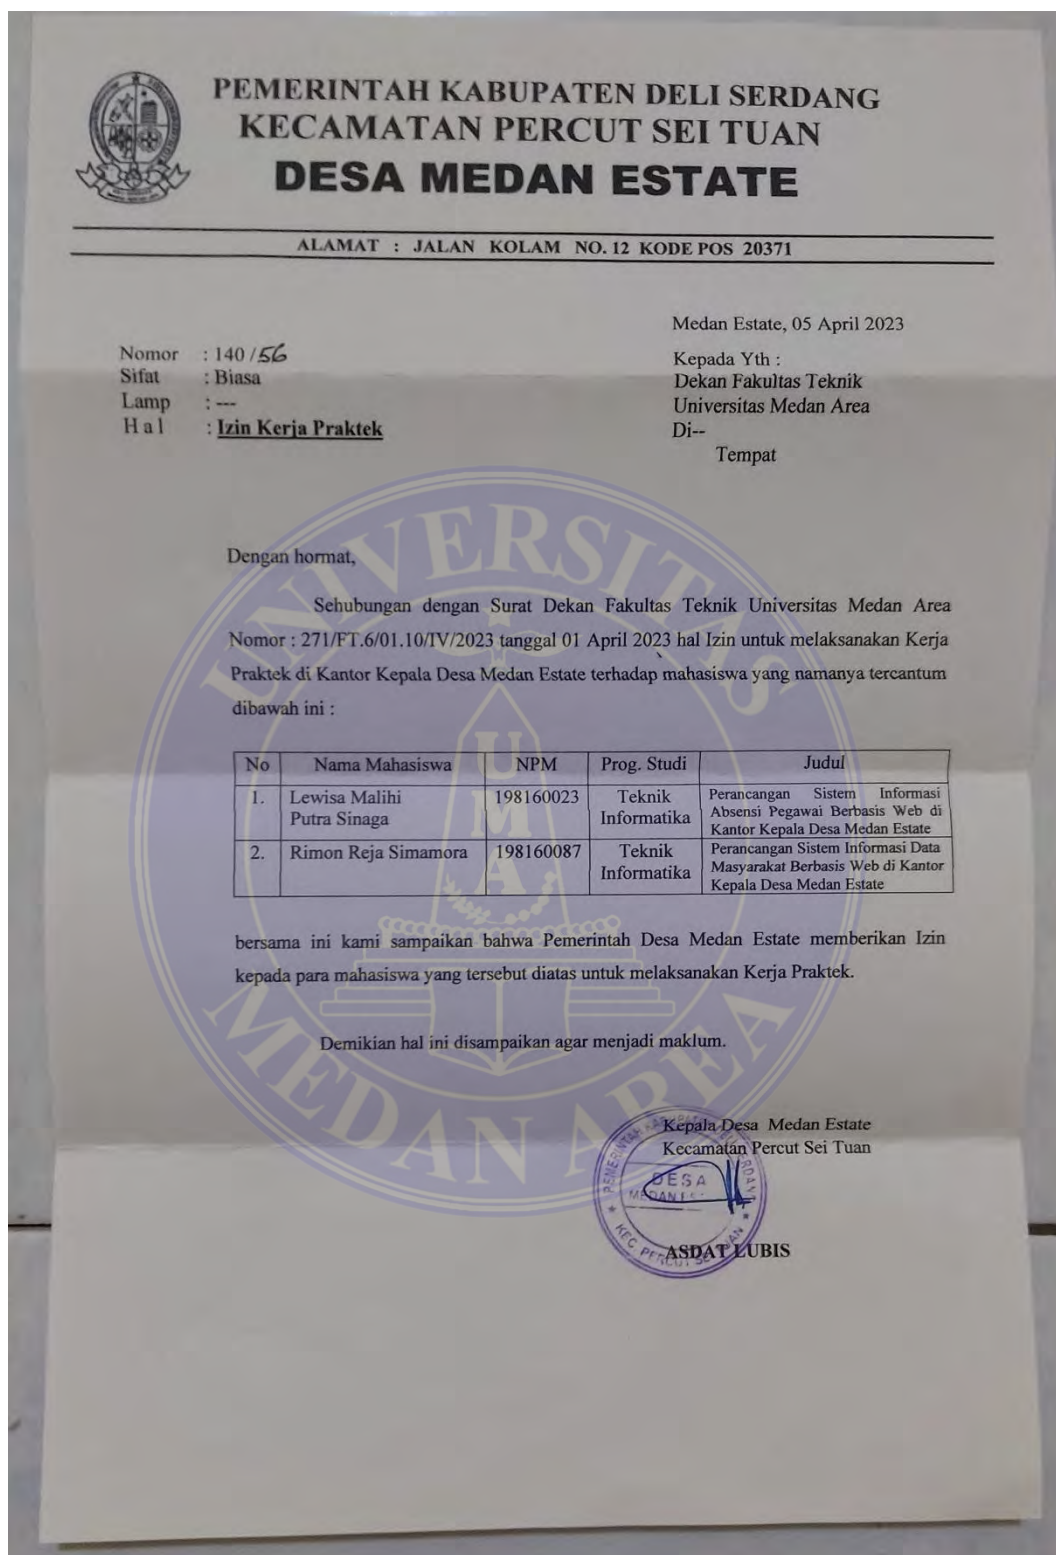 PEMERINTAH KABUPATEN DELI SERDANG
KECAMATAN PERCUT SEI TUAN
DESA MEDAN ESTATE
ALAMAT : JALAN KOLAM NO. 12 KODE POS 20371
Medan Estate, 05 April 2023
Nomor : 140 / 56
Sifat : Biasa
Lamp : ---
H a l : Izin Kerja Praktek
Kepada Yth :
Dekan Fakultas Teknik
Universitas Medan Area
Di--
Tempat
Dengan hormat,
Sehubungan dengan Surat Dekan Fakultas Teknik Universitas Medan Area
Nomor : 271/FT.6/01.10/IV/2023 tanggal 01 April 2023 hal Izin untuk melaksanakan Kerja
Praktek di Kantor Kepala Desa Medan Estate terhadap mahasiswa yang namanya tercantum
dibawah ini :
No Nama Mahasiswa NPM Prog. Studi Judul
1. Lewisa Malihi Putra Sinaga 198160023 Teknik Informatika Perancangan Sistem Informasi
Absensi Pegawai Berbasis Web di
Kantor Kepala Desa Medan Estate
2. Rimon Reja Simamora 198160087 Teknik Informatika Perancangan Sistem Informasi Data
Masyarakat Berbasis Web di Kantor
Kepala Desa Medan Estate
bersama ini kami sampaikan bahwa Pemerintah Desa Medan Estate memberikan Izin
kepada para mahasiswa yang tersebut diatas untuk melaksanakan Kerja Praktek.
Demikian hal ini disampaikan agar menjadi maklum.
Kepala Desa Medan Estate
Kecamatan Percut Sei Tuan
DESA
ASDAT LUBIS
UNIVERSITAS
MEDAN AREA
UMA